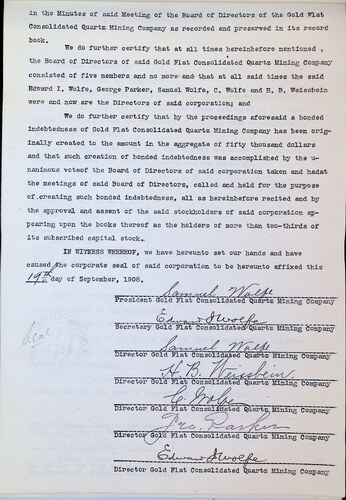 in the Minutes of said Meeting of the Board of Directors of the Gold Flat
Consolidated Quartz Mining Company as recorded and preserved in its record
book.
We do further certify that at all times hereinbefore mentioned ,
the Board of Directors of said Gold Flat Consolidated Quartz Mining Company
consisted of five members and no more and that at all said times the said
Edward I. Wolfe, George Parker, Samuel Wolfe, C. Wolfe and H. B. Weissbein
were and now are the Directors of said corporation; and
We do further certify that by the proceedings aforesaid a bonded
indebtedness of Gold Flat Consolidated Quartz Mining Company has been orig-
inally created to the amount in the aggregate of fifty thousand dollars
and that such creation of bonded indebtedness was accomplished by the u-
nanimous voteof the Board of Directors of said corporation taken and hadat
the meetings of said Board of Directors, called and held for the purpose
of creating such bonded indebtedness, all as hereinbefore recited and by
the approval and assent of the said stockholders of said corporation ap-
pearing upon the books thereof as the holders of more than two-thirds of
its subscribed capital stock.
IN WITNESS WHEREOF, we have hereunto set our hands and have
caused the corporate seal of said corporation to be hereunto affixed this
19th day of September, 1908.
Samuel Wolfe
President Gold Flat Consolidated Quartz Mining Company
Edward I Wolfe
Secretary Gold Flat Consolidated Quartz Mining Company
Seal
Samuel Wolfe
Director Gold Flat Consolidated Quartz Mining Company
H. B. Weissbein.
Director Gold Flat Consolidated Quartz Mining Company
C Wolfe
Director Gold Flat Consolidated Quartz Mining Company
Geo. Parker
Director Gold Flat Consolidated Quartz Mining Company
Edward I Wolfe
Director Gold Flat Consolidated Quartz Mining Company